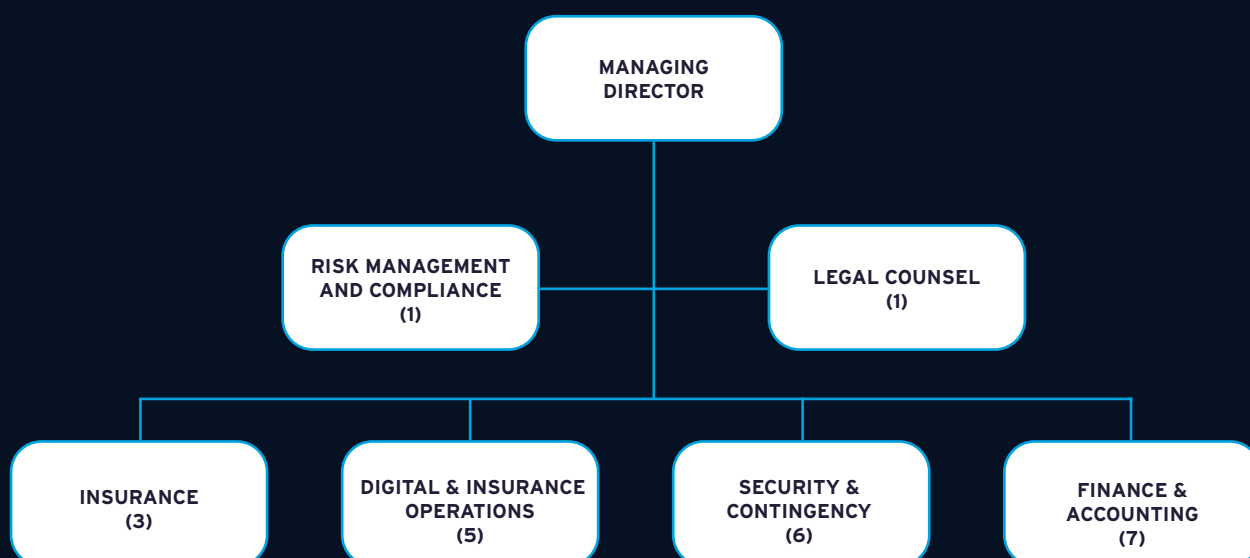 MANAGING
DIRECTOR
RISK MANAGEMENT
AND COMPLIANCE
(1)
LEGAL COUNSEL
(1)
INSURANCE
(3)
DIGITAL & INSURANCE
OPERATIONS
(5)
SECURITY &
CONTINGENCY
(6)
FINANCE &
ACCOUNTING
(7)